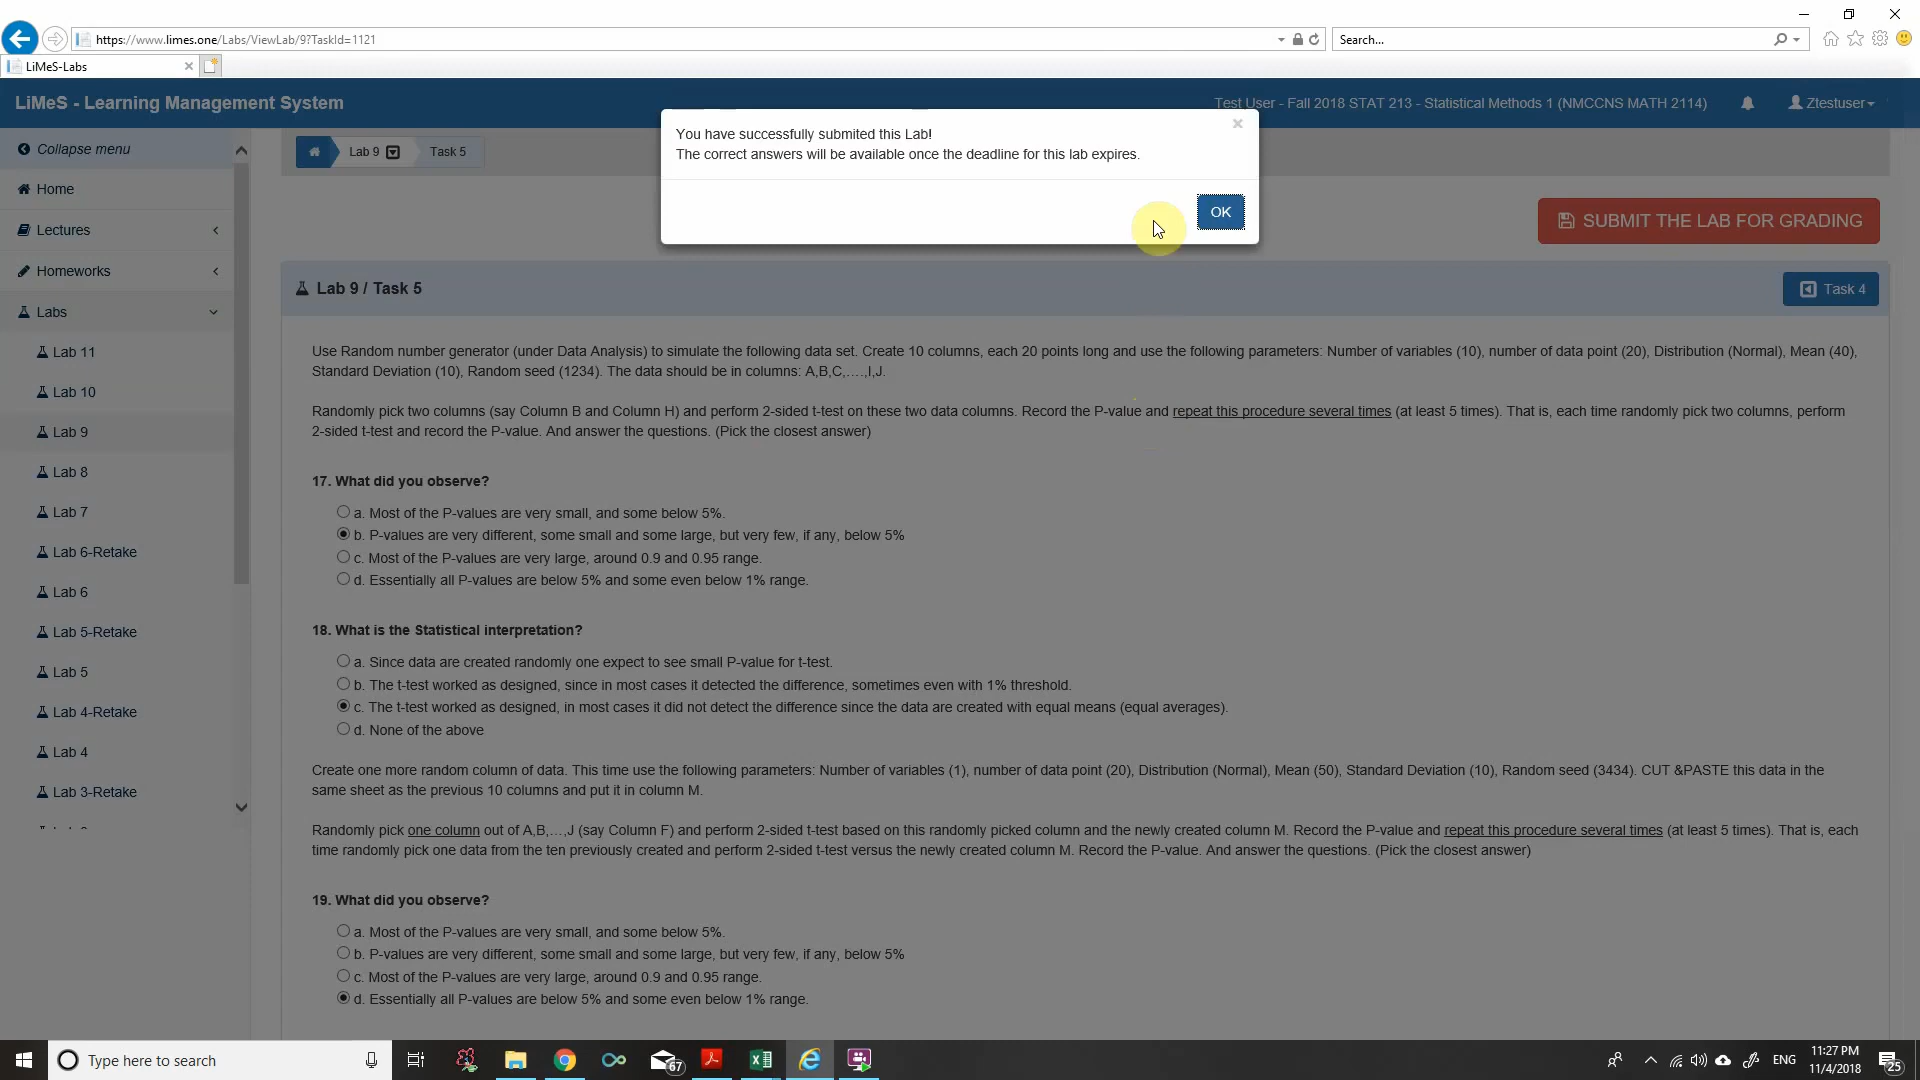 https://www.limes.one/Labs/ViewLab/9?TaskId=1121
Search...
LiMeS-Labs
LiMeS - Learning Management System
Test User - Fall 2018 STAT 213 - Statistical Methods 1 (NMCCNS MATH 2114)
Ztestuser
You have successfully submited this Lab!
The correct answers will be available once the deadline for this lab expires.
OK
Collapse menu
Home
Lectures
Homeworks
Labs
Lab 11
Lab 10
Lab 9
Lab 8
Lab 7
Lab 6-Retake
Lab 6
Lab 5-Retake
Lab 5
Lab 4-Retake
Lab 4
Lab 3-Retake
Lab 9
Task 5
SUBMIT THE LAB FOR GRADING
Lab 9 / Task 5
Task 4
Use Random number generator (under Data Analysis) to simulate the following data set. Create 10 columns, each 20 points long and use the following parameters: Number of variables (10), number of data point (20), Distribution (Normal), Mean (40),
Standard Deviation (10), Random seed (1234). The data should be in columns: A,B,C,….,I,J.
Randomly pick two columns (say Column B and Column H) and perform 2-sided t-test on these two data columns. Record the P-value and repeat this procedure several times (at least 5 times). That is, each time randomly pick two columns, perform
2-sided t-test and record the P-value. And answer the questions. (Pick the closest answer)
17. What did you observe?
a. Most of the P-values are very small, and some below 5%.
b. P-values are very different, some small and some large, but very few, if any, below 5%
c. Most of the P-values are very large, around 0.9 and 0.95 range.
d. Essentially all P-values are below 5% and some even below 1% range.
18. What is the Statistical interpretation?
a. Since data are created randomly one expect to see small P-value for t-test.
b. The t-test worked as designed, since in most cases it detected the difference, sometimes even with 1% threshold.
c. The t-test worked as designed, in most cases it did not detect the difference since the data are created with equal means (equal averages).
d. None of the above
Create one more random column of data. This time use the following parameters: Number of variables (1), number of data point (20), Distribution (Normal), Mean (50), Standard Deviation (10), Random seed (3434). CUT &PASTE this data in the
same sheet as the previous 10 columns and put it in column M.
Randomly pick one column out of A,B,…,J (say Column F) and perform 2-sided t-test based on this randomly picked column and the newly created column M. Record the P-value and repeat this procedure several times (at least 5 times). That is, each
time randomly pick one data from the ten previously created and perform 2-sided t-test versus the newly created column M. Record the P-value. And answer the questions. (Pick the closest answer)
19. What did you observe?
a. Most of the P-values are very small, and some below 5%.
b. P-values are very different, some small and some large, but very few, if any, below 5%
c. Most of the P-values are very large, around 0.9 and 0.95 range.
d. Essentially all P-values are below 5% and some even below 1% range.
Type here to search
67
ENG
11:27 PM
11/4/2018
25